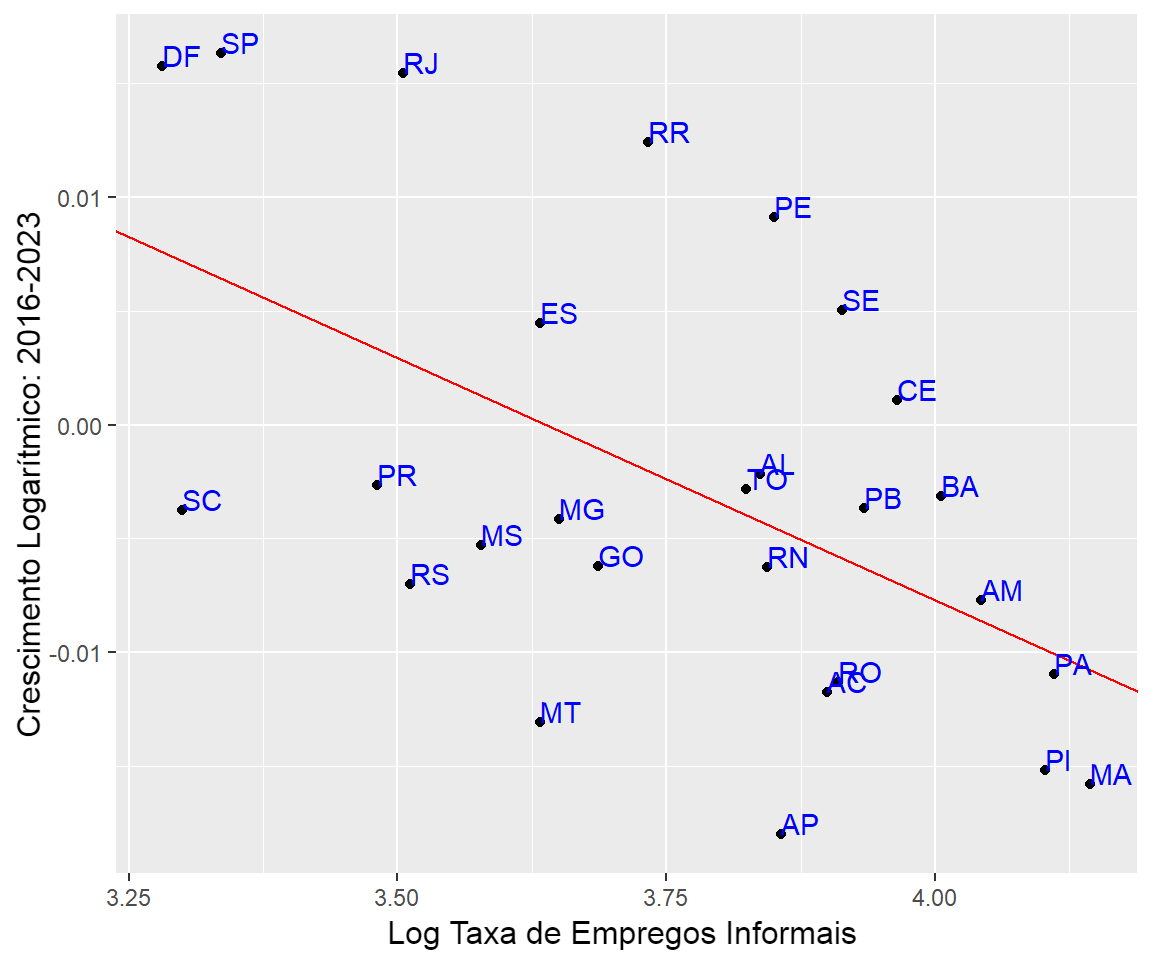 DF
SP
RJ
RR
0.01
PE
SE
ES
CE
0.00
AL
TO
PR
BA
PB
SC
MG
MS
GO
RN
RS
AM
-0.01
PA
RO
AC
MT
PI
MA
AP
3.25
3.50
3.75
4.00
Log Taxa de Empregos Informais
Crescimento Logarítmico: 2016-2023